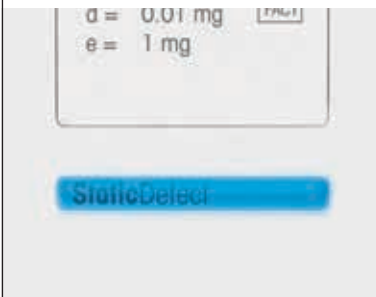 d = 0.01 mg FACT
e = 1 mg
StaticDetect